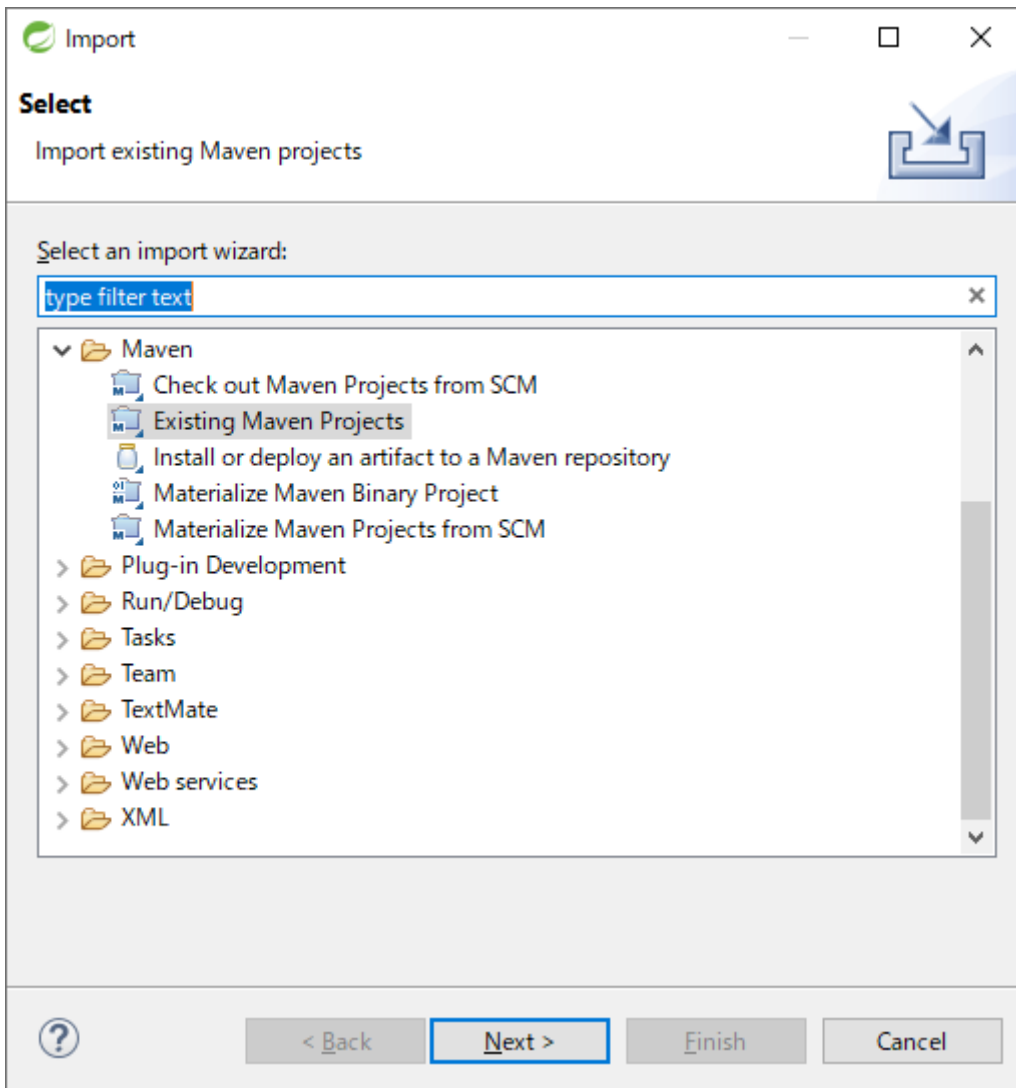 Import
Select
Import existing Maven projects
Select an import wizard:
type filter text
Maven
Check out Maven Projects from SCM
Existing Maven Projects
Install or deploy an artifact to a Maven repository
Materialize Maven Binary Project
Materialize Maven Projects from SCM
Plug-in Development
Run/Debug
Tasks
Team
TextMate
Web
Web services
XML
? < Back Next > Finish Cancel